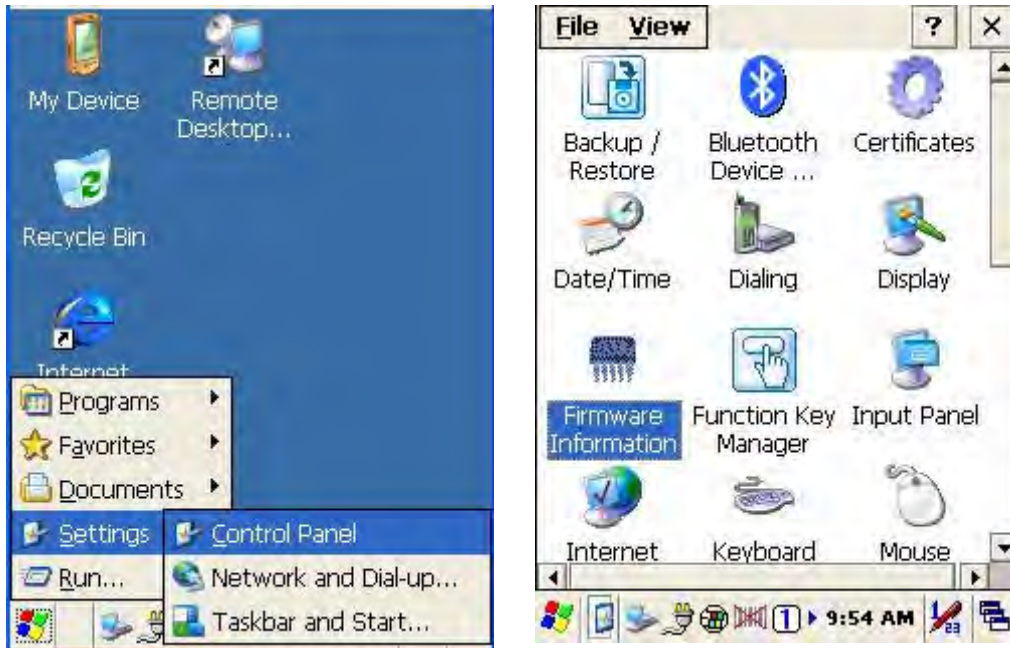 My Device
Remote
Desktop...
Recycle Bin
Internet
Programs
Favorites
Documents
Settings
Control Panel
Run...
Network and Dial-up...
Taskbar and Start...
File View ? ×
Backup /
Restore
Bluetooth
Device ...
Certificates
Date/Time
Dialing
Display
Firmware
Information
Function Key
Manager
Input Panel
Internet
Keyboard
Mouse
1
9:54 AM